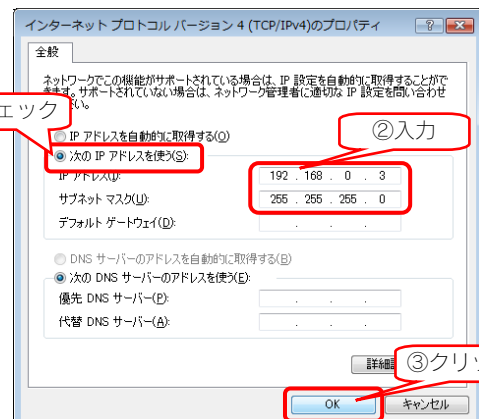 インターネット プロトコル バージョン 4 (TCP/IPv4)のプロパティ
全般
ネットワークでこの機能がサポートされている場合は、IP 設定を自動的に取得することがで
きます。サポートされていない場合は、ネットワーク管理者に適切な IP 設定を問い合わせ
さい。
ェック
IP アドレスを自動的に取得する(O)
②入力
次の IP アドレスを使う(S):
IP アドレス(I): 192 . 168 . 0 . 3
サブネット マスク(U): 255 . 255 . 255 . 0
デフォルト ゲートウェイ(D): . . .
DNS サーバーのアドレスを自動的に取得する(B)
次の DNS サーバーのアドレスを使う(E):
優先 DNS サーバー(P): . . .
代替 DNS サーバー(A): . . .
詳細
③クリッ
OK キャンセル